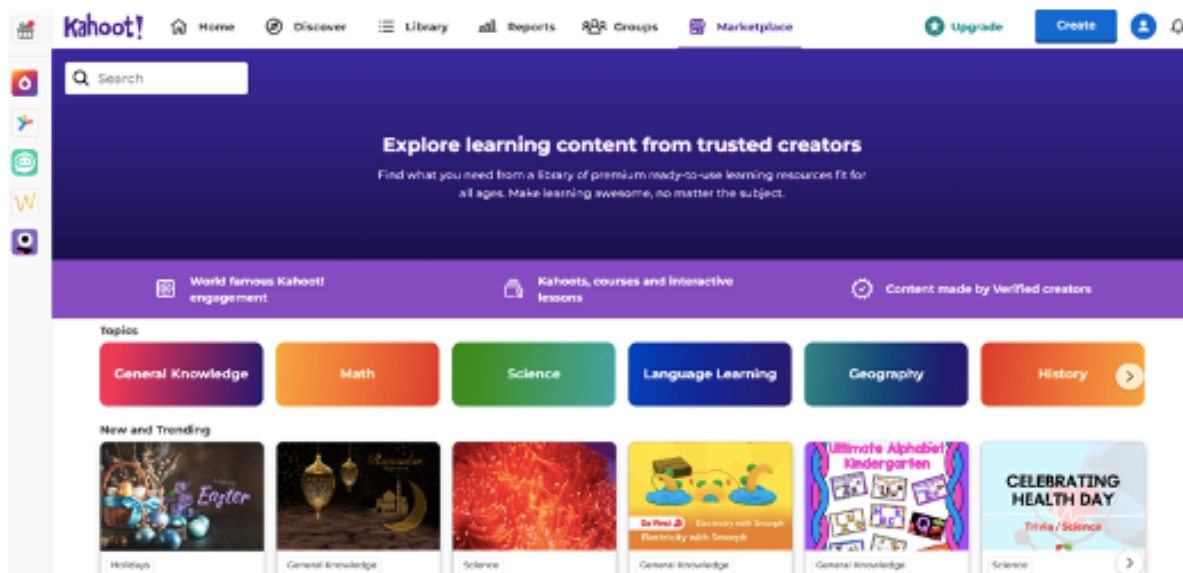 Kahoot!
Home
Discover
Library
Reports
Groups
Marketplace
Upgrade
Create
Search
Explore learning content from trusted creators
Find what you need from a library of premium ready-to-use learning resources fit for
all ages. Make learning awesome, no matter the subject.
World famous Kahoot!
engagement
Kahoots, courses and interactive
lessons
Content made by Verified creators
Topics
General Knowledge
Math
Science
Language Learning
Geography
History
New and Trending
Easter
Ramadan
Da Vinci
Electricity with Smorph
Electricity with Smorph
Ultimate Alphabet
Kindergarten
CELEBRATING
HEALTH DAY
Trivia / Science
Holidays
General Knowledge
Science
General Knowledge
General Knowledge
Science